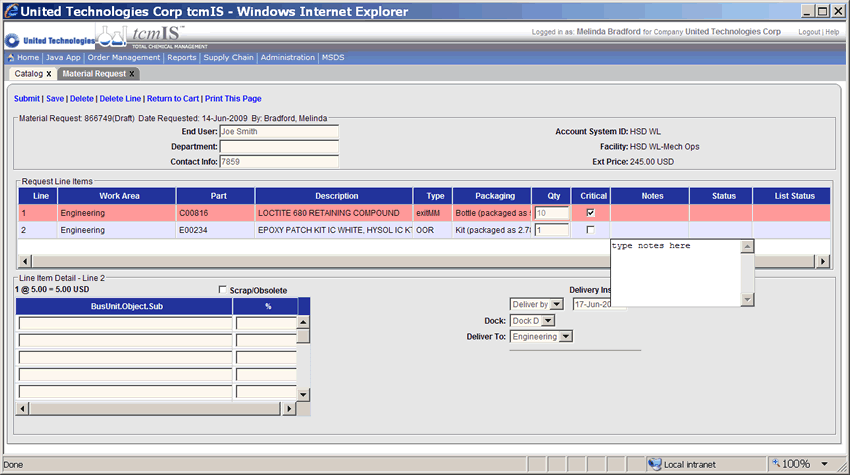 United Technologies Corp tcmIS - Windows Internet Explorer
United Technologies tcmIS™ TOTAL CHEMICAL MANAGEMENT
Logged in as: Melinda Bradford for Company United Technologies Corp Logout | Help
Home | Java App | Order Management | Reports | Supply Chain | Administration | MSDS
Catalog x Material Request x
Submit | Save | Delete | Delete Line | Return to Cart | Print This Page
Material Request: 866749(Draft) Date Requested: 14-Jun-2009 By: Bradford, Melinda
End User: Joe Smith Account System ID: HSD WL
Department: Facility: HSD WL-Mech Ops
Contact Info: 7859 Ext Price: 245.00 USD
Request Line Items
Line Work Area Part Description Type Packaging Qty Critical Notes Status List Status
1 Engineering C00816 LOCTITE 680 RETAINING COMPOUND exitMM Bottle (packaged as 10
2 Engineering E00234 EPOXY PATCH KIT IC WHITE, HYSOL IC KT OOR Kit (packaged as 2.78 1
type notes here
Line Item Detail - Line 2
1 @ 5.00 = 5.00 USD Scrap/Obsolete Delivery Ins
BusUnit.Object.Sub % Deliver by 17-Jun-20
Dock: Dock D
Deliver To: Engineering
Done Local intranet 100%